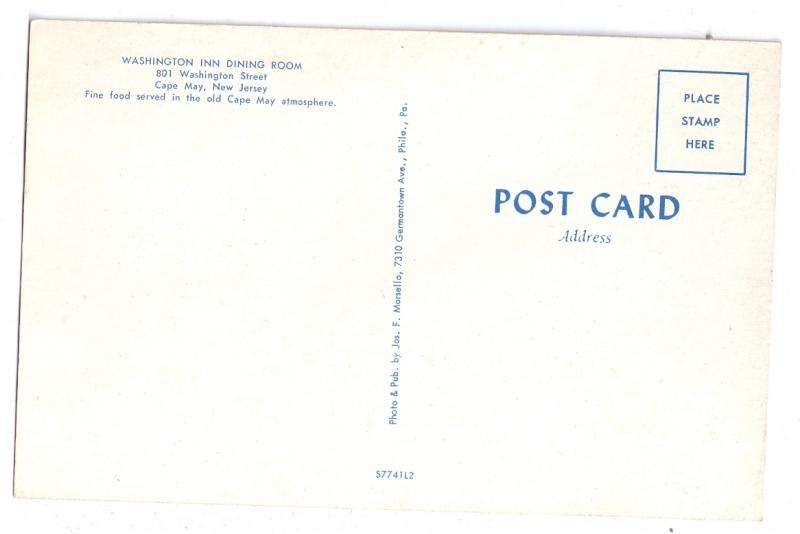 WASHINGTON INN DINING ROOM
801 Washington Street
Cape May, New Jersey
Fine food served in the old Cape May atmosphere.
Photo & Pub. by Jos. F. Marsello, 7310 Germantown Ave., Phila., Pa.
S7741L2
PLACE
STAMP
HERE
POST CARD
Address